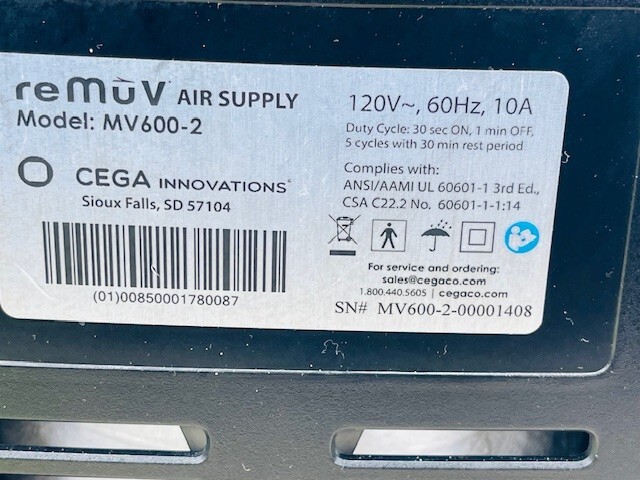 remūv AIR SUPPLY
Model: MV600-2
CEGA INNOVATIONS
Sioux Falls, SD 57104
(01)00850001780087
120V~, 60Hz, 10A
Duty Cycle: 30 sec ON, 1 min OFF,
5 cycles with 30 min rest period
Complies with:
ANSI/AAMI UL 60601-1 3rd Ed.,
CSA C22.2 No. 60601-1-1:14
For service and ordering:
sales@cegaco.com
1.800.440.5605 | cegaco.com
SN# MV600-2-00001408